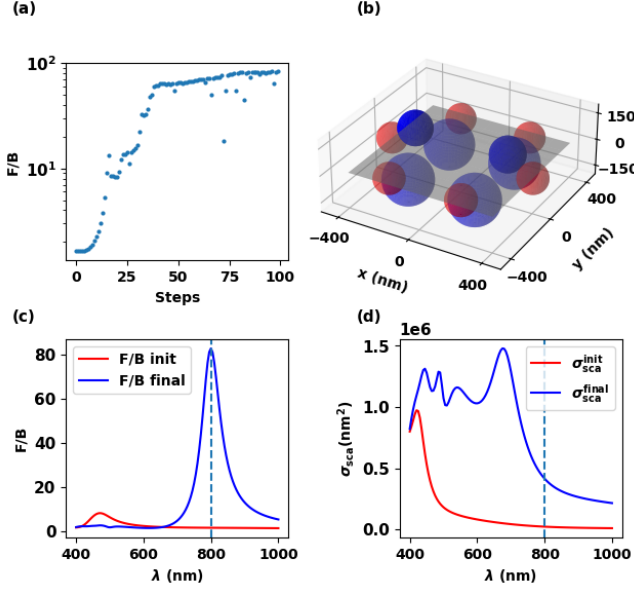 (a)
F/B
10²
10¹
0
25
50
75
100
Steps
(b)
150
0
−150
−400
0
400
x (nm)
−400
0
400
y (nm)
(c)
F/B init
F/B final
F/B
80
60
40
20
0
400
600
800
1000
λ (nm)
(d)
1e6
σ_sca^init
σ_sca^final
σ_sca(nm²)
1.5
1.0
0.5
0.0
400
600
800
1000
λ (nm)